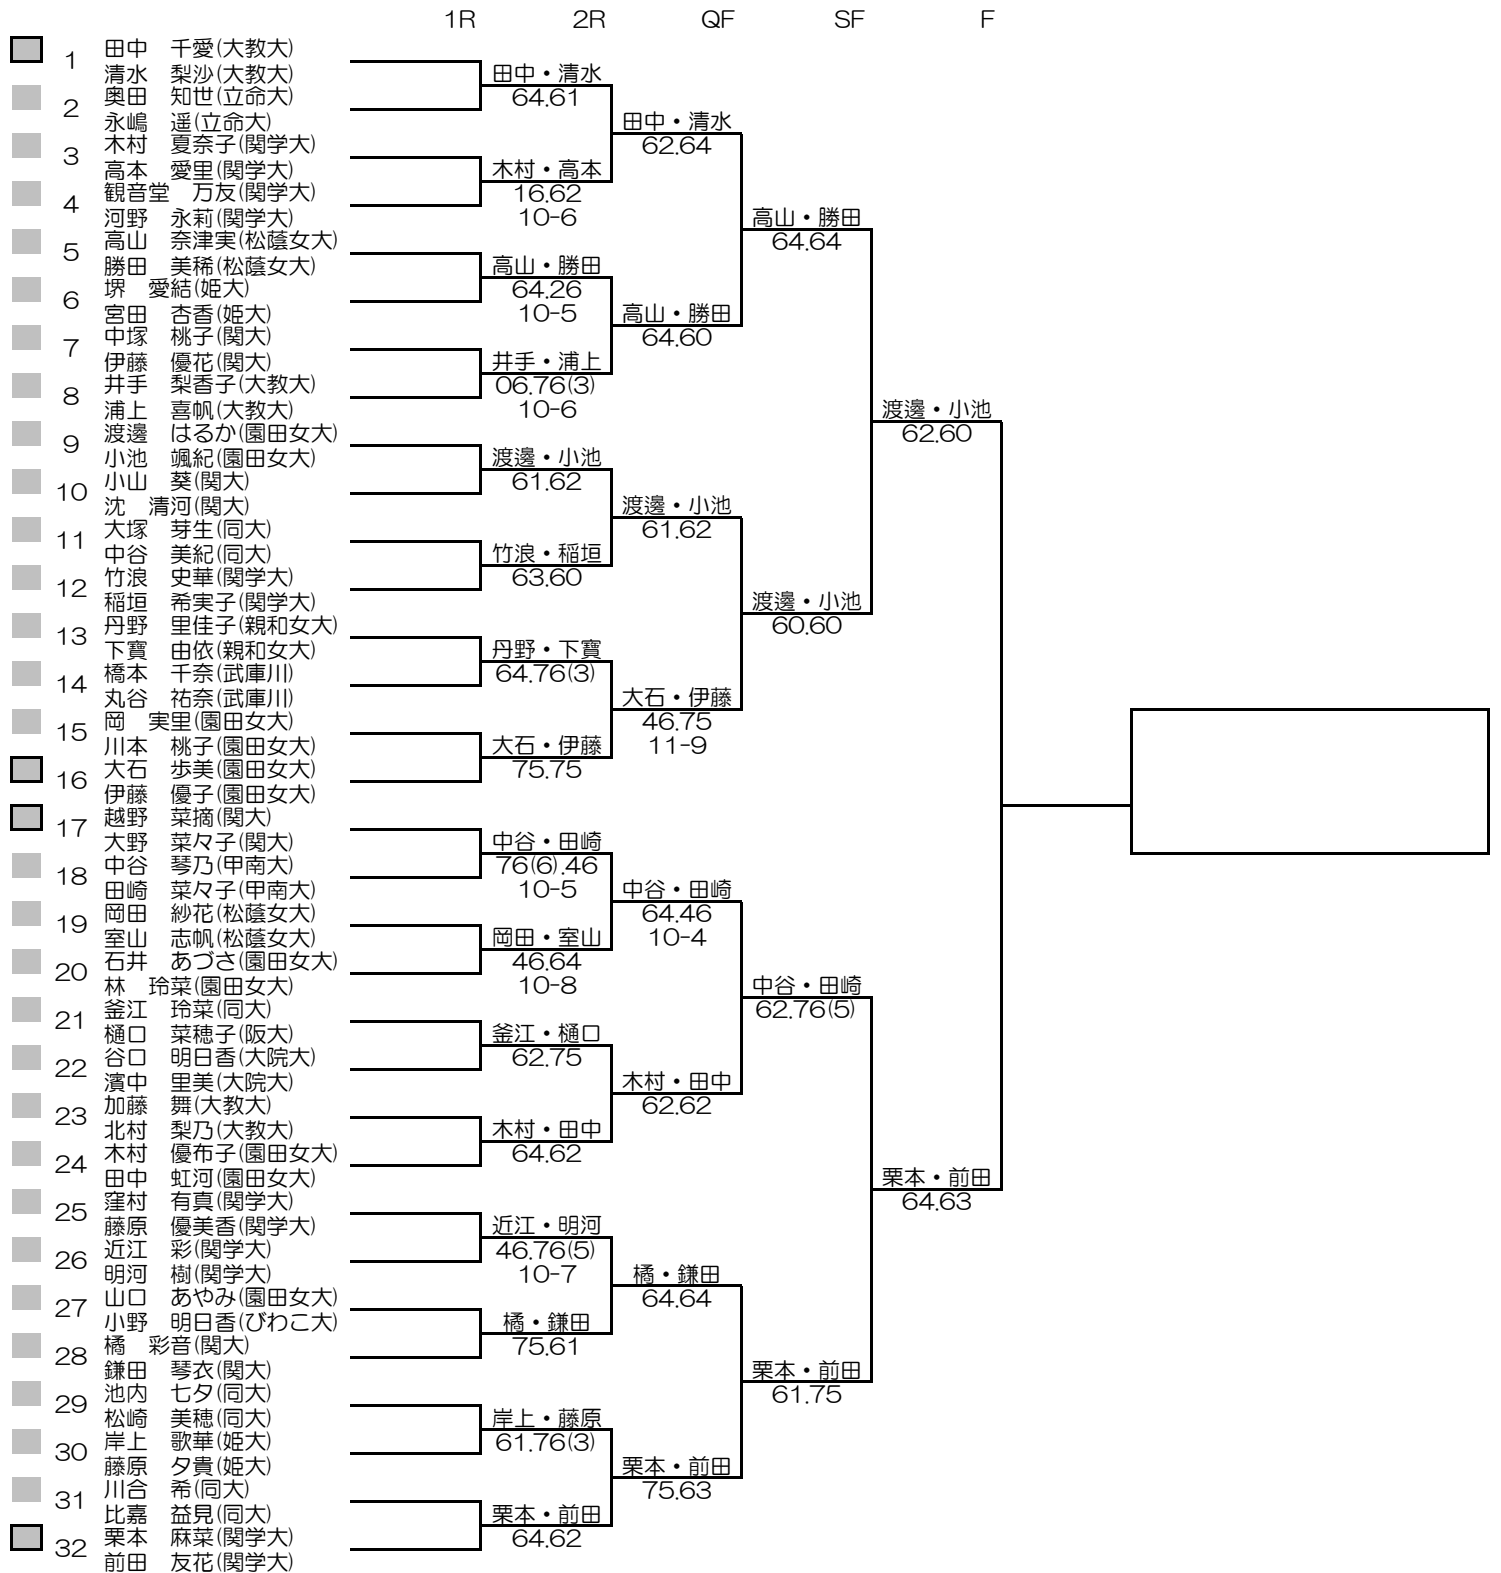 1R 2R QF SF F
1 田中 千愛(大教大)
清水 梨沙(大教大)
2 奥田 知世(立命大)
永嶋 遥(立命大)
3 木村 夏奈子(関学大)
高本 愛里(関学大)
4 観音堂 万友(関学大)
河野 永莉(関学大)
5 高山 奈津実(松蔭女大)
勝田 美稀(松蔭女大)
6 堺 愛結(姫大)
宮田 杏香(姫大)
7 中塚 桃子(関大)
伊藤 優花(関大)
8 井手 梨香子(大教大)
浦上 喜帆(大教大)
9 渡邊 はるか(園田女大)
小池 颯紀(園田女大)
10 小山 葵(関大)
沈 清河(関大)
11 大塚 芽生(同大)
中谷 美紀(同大)
12 竹浪 史華(関学大)
稲垣 希実子(関学大)
13 丹野 里佳子(親和女大)
下寳 由依(親和女大)
14 橋本 千奈(武庫川)
丸谷 祐奈(武庫川)
15 岡 実里(園田女大)
川本 桃子(園田女大)
16 大石 歩美(園田女大)
伊藤 優子(園田女大)
17 越野 菜摘(関大)
大野 菜々子(関大)
18 中谷 琴乃(甲南大)
田崎 菜々子(甲南大)
19 岡田 紗花(松蔭女大)
室山 志帆(松蔭女大)
20 石井 あづさ(園田女大)
林 玲菜(園田女大)
21 釜江 玲菜(同大)
樋口 菜穂子(阪大)
22 谷口 明日香(大院大)
濱中 里美(大院大)
23 加藤 舞(大教大)
北村 梨乃(大教大)
24 木村 優布子(園田女大)
田中 虹河(園田女大)
25 窪村 有真(関学大)
藤原 優美香(関学大)
26 近江 彩(関学大)
明河 樹(関学大)
27 山口 あやみ(園田女大)
小野 明日香(びわこ大)
28 橘 彩音(関大)
鎌田 琴衣(関大)
29 池内 七夕(同大)
松崎 美穂(同大)
30 岸上 歌華(姫大)
藤原 夕貴(姫大)
31 川合 希(同大)
比嘉 益見(同大)
32 栗本 麻菜(関学大)
前田 友花(関学大)
田中・清水
64.61
木村・高本
16.62
10-6
高山・勝田
64.26
10-5
井手・浦上
06.76(3)
10-6
渡邊・小池
61.62
竹浪・稲垣
63.60
丹野・下寳
64.76(3)
大石・伊藤
75.75
中谷・田崎
76(6).46
10-5
岡田・室山
46.64
10-8
釜江・樋口
62.75
木村・田中
64.62
近江・明河
46.76(5)
10-7
橘・鎌田
75.61
岸上・藤原
61.76(3)
栗本・前田
64.62
田中・清水
62.64
高山・勝田
64.60
渡邊・小池
61.62
大石・伊藤
46.75
11-9
中谷・田崎
64.46
10-4
木村・田中
62.62
橘・鎌田
64.64
栗本・前田
75.63
高山・勝田
64.64
渡邊・小池
60.60
中谷・田崎
62.76(5)
栗本・前田
61.75
渡邊・小池
62.60
栗本・前田
64.63